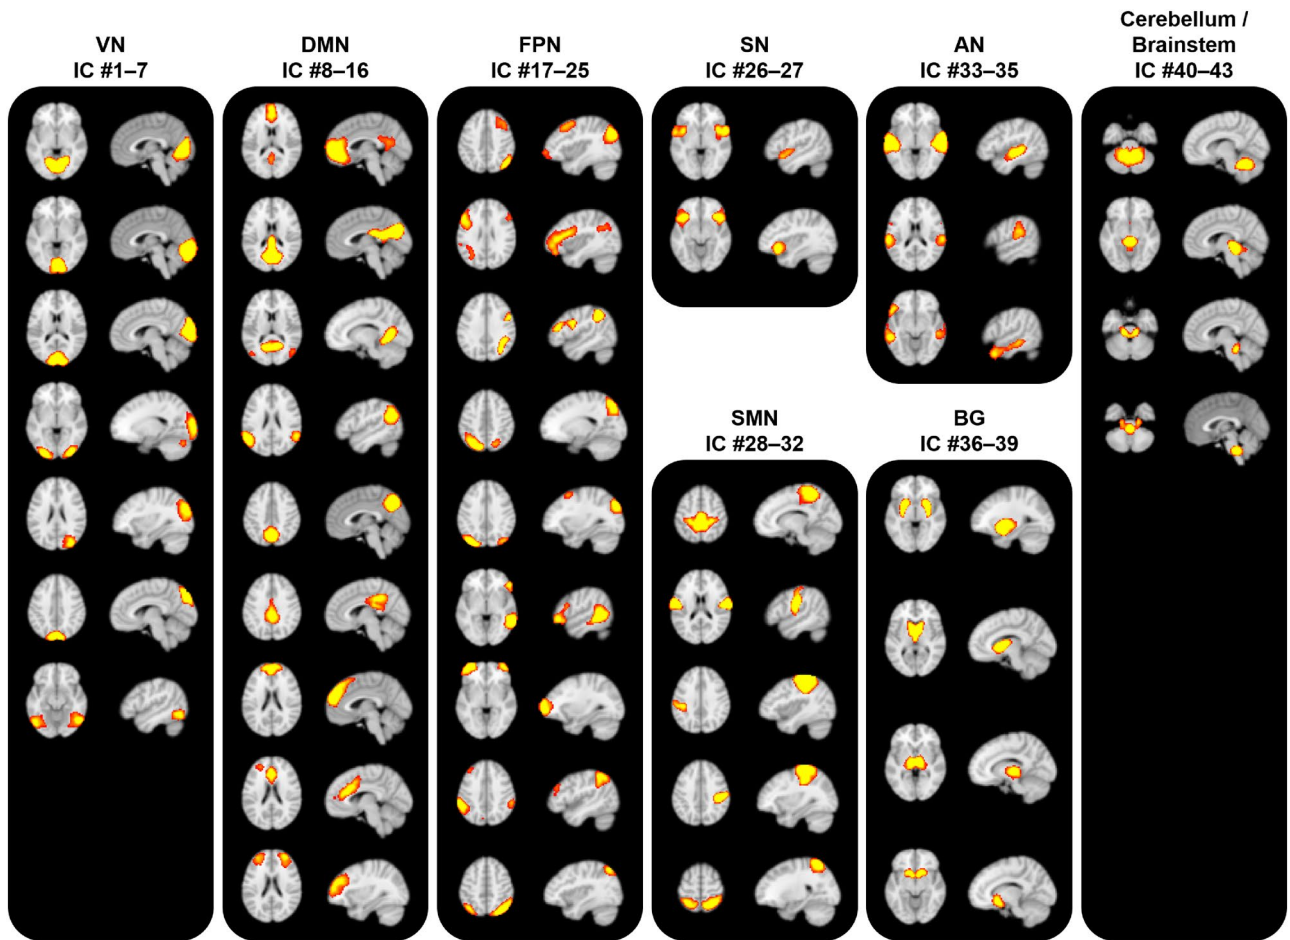 VN
IC #1–7
DMN
IC #8–16
FPN
IC #17–25
SN
IC #26–27
AN
IC #33–35
Cerebellum /
Brainstem
IC #40–43
SMN
IC #28–32
BG
IC #36–39